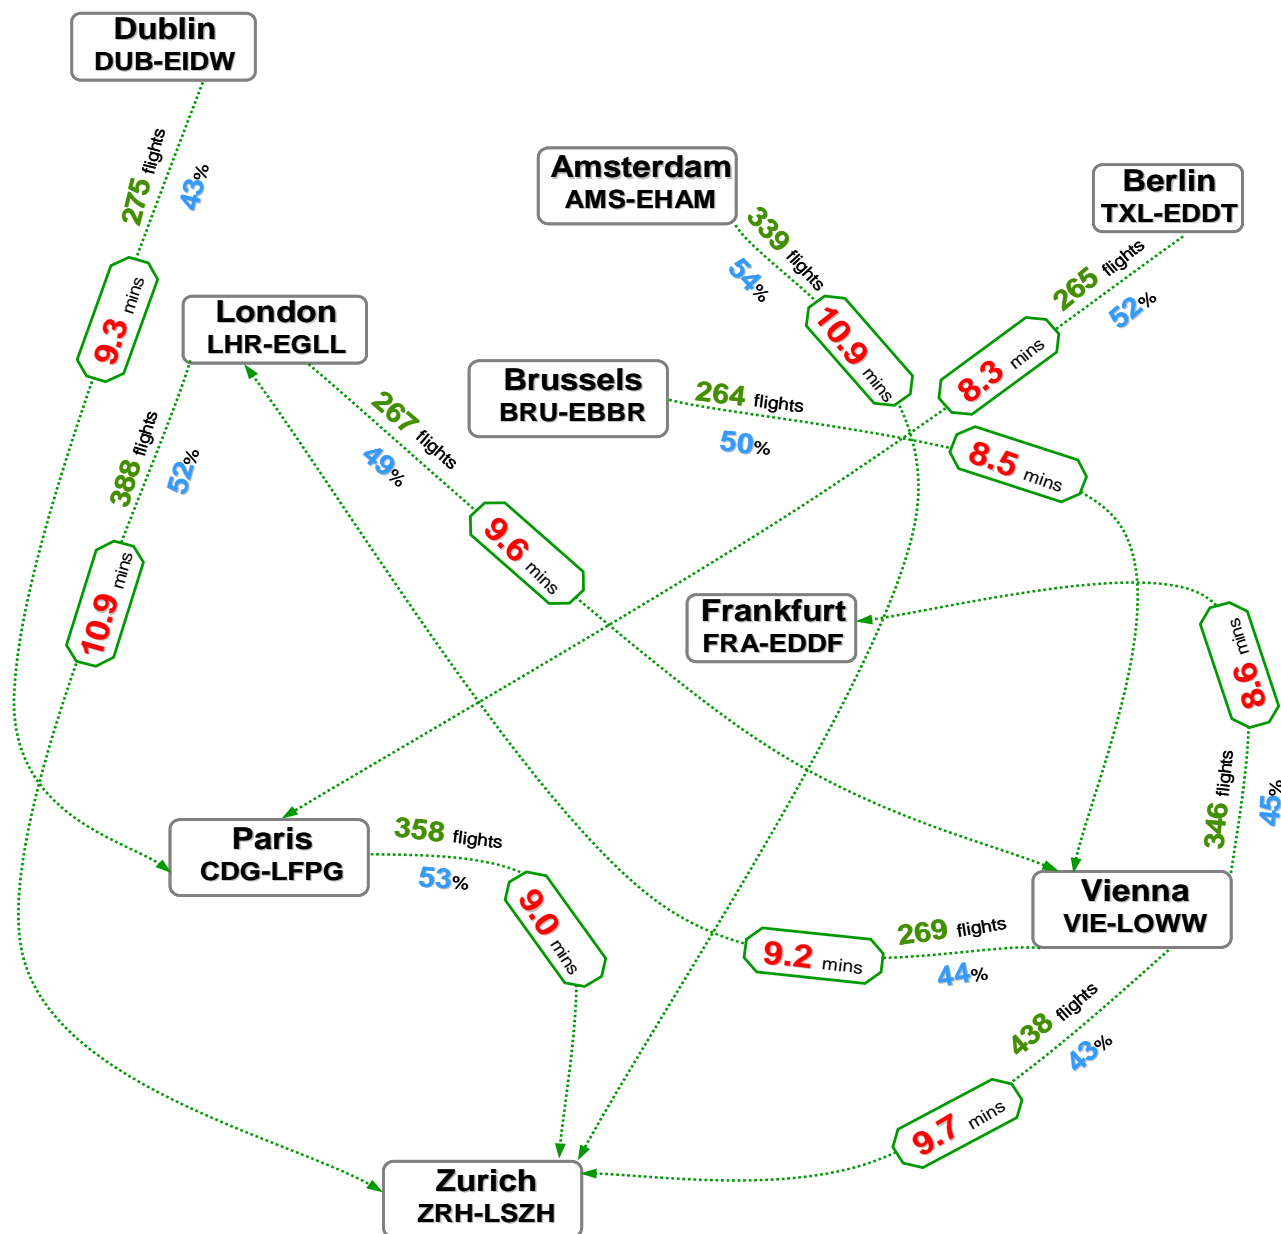 Dublin
DUB-EIDW
275 flights
43%
9.3 mins
Amsterdam
AMS-EHAM
339 flights
54%
10.9 mins
Berlin
TXL-EDDT
265 flights
52%
8.3 mins
London
LHR-EGLL
388 flights
52%
10.9 mins
267 flights
49%
9.6 mins
Brussels
BRU-EBBR
264 flights
50%
8.5 mins
Frankfurt
FRA-EDDF
8.6 mins
346 flights
45%
Paris
CDG-LFPG
358 flights
53%
9.0 mins
Vienna
VIE-LOWW
269 flights
44%
9.2 mins
438 flights
43%
9.7 mins
Zurich
ZRH-LSZH